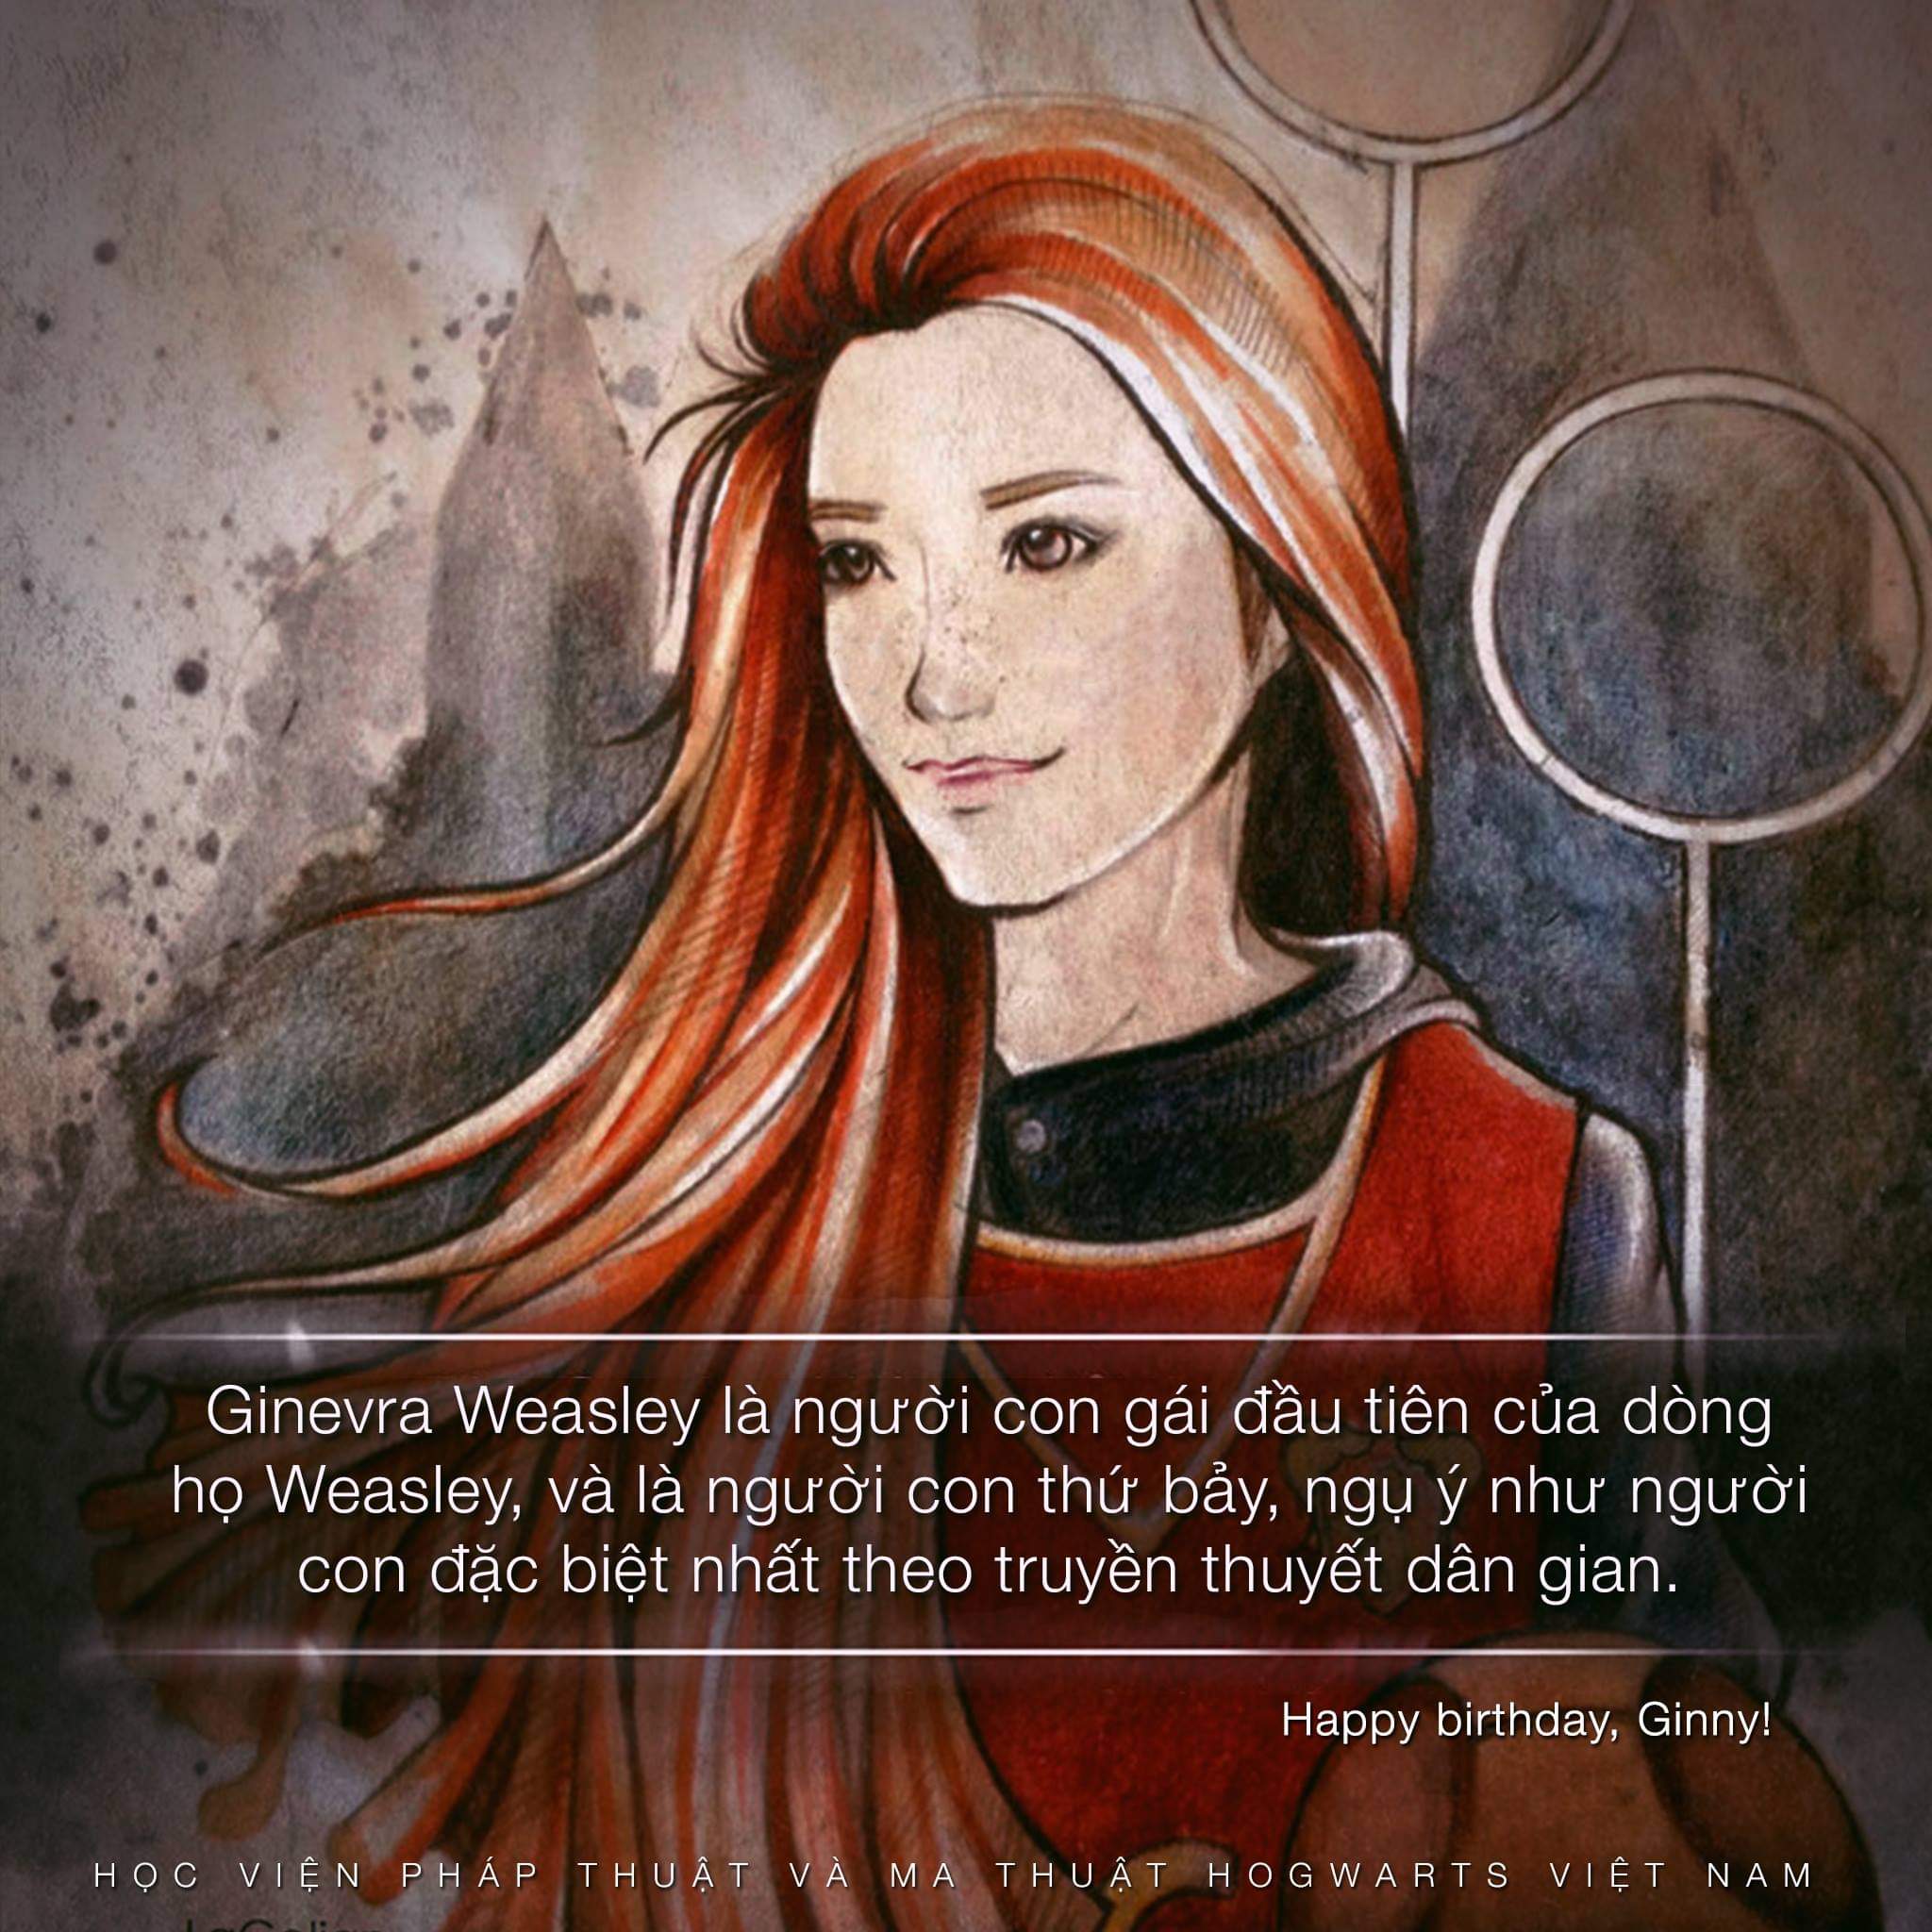 Ginevra Weasley là người con gái đầu tiên của dòng
họ Weasley, và là người con thứ bảy, ngụ ý như người
con đặc biệt nhất theo truyền thuyết dân gian.
Happy birthday, Ginny!
HỌC VIỆN PHÁP THUẬT VÀ MA THUẬT HOGWARTS VIỆT NAM